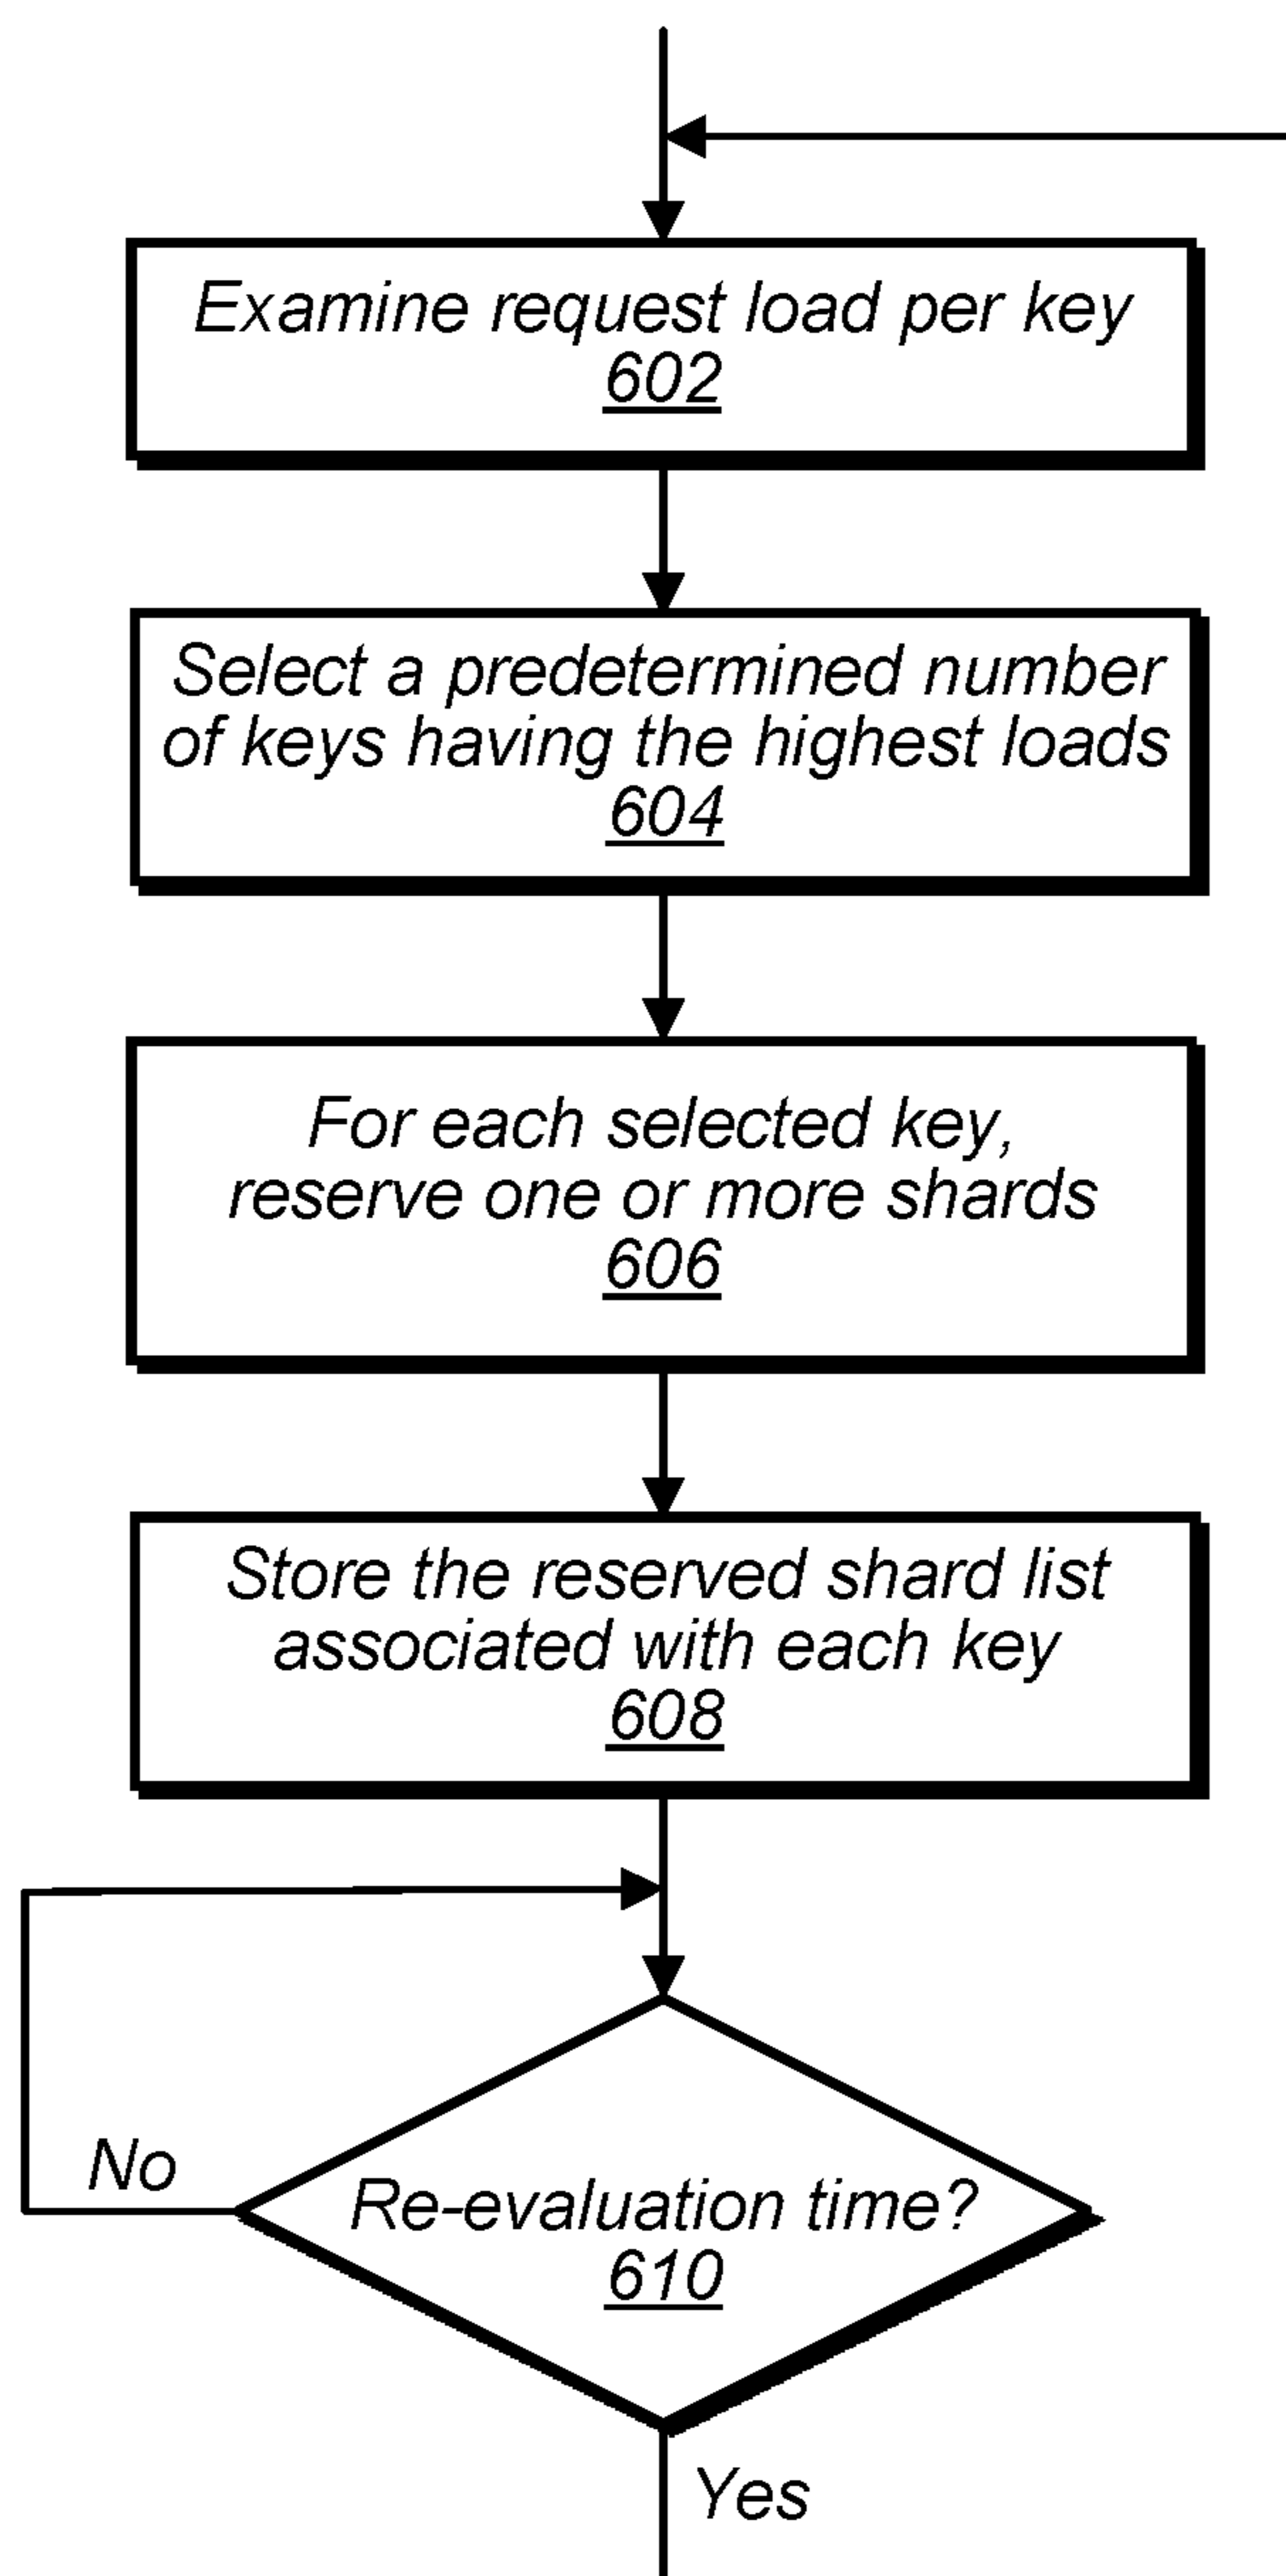 Examine request load per key
602
Select a predetermined number
of keys having the highest loads
604
For each selected key,
reserve one or more shards
606
Store the reserved shard list
associated with each key
608
No
Re-evaluation time?
610
Yes